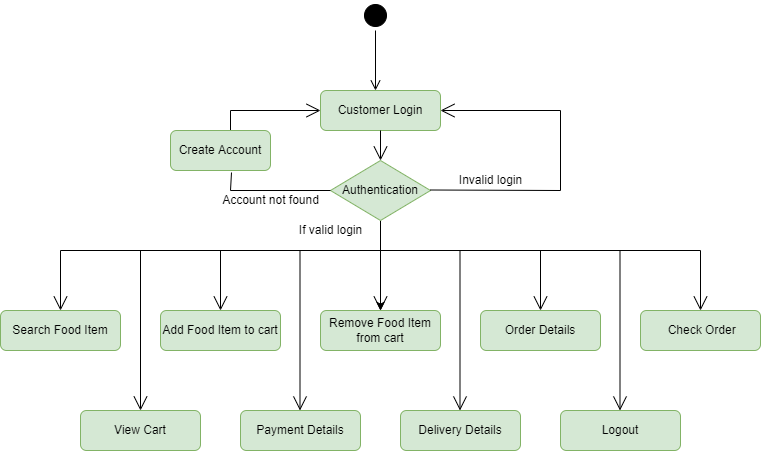 Customer Login
Create Account
Authentication
Invalid login
Account not found
If valid login
Search Food Item
Add Food Item to cart
Remove Food Item
from cart
Order Details
Check Order
View Cart
Payment Details
Delivery Details
Logout